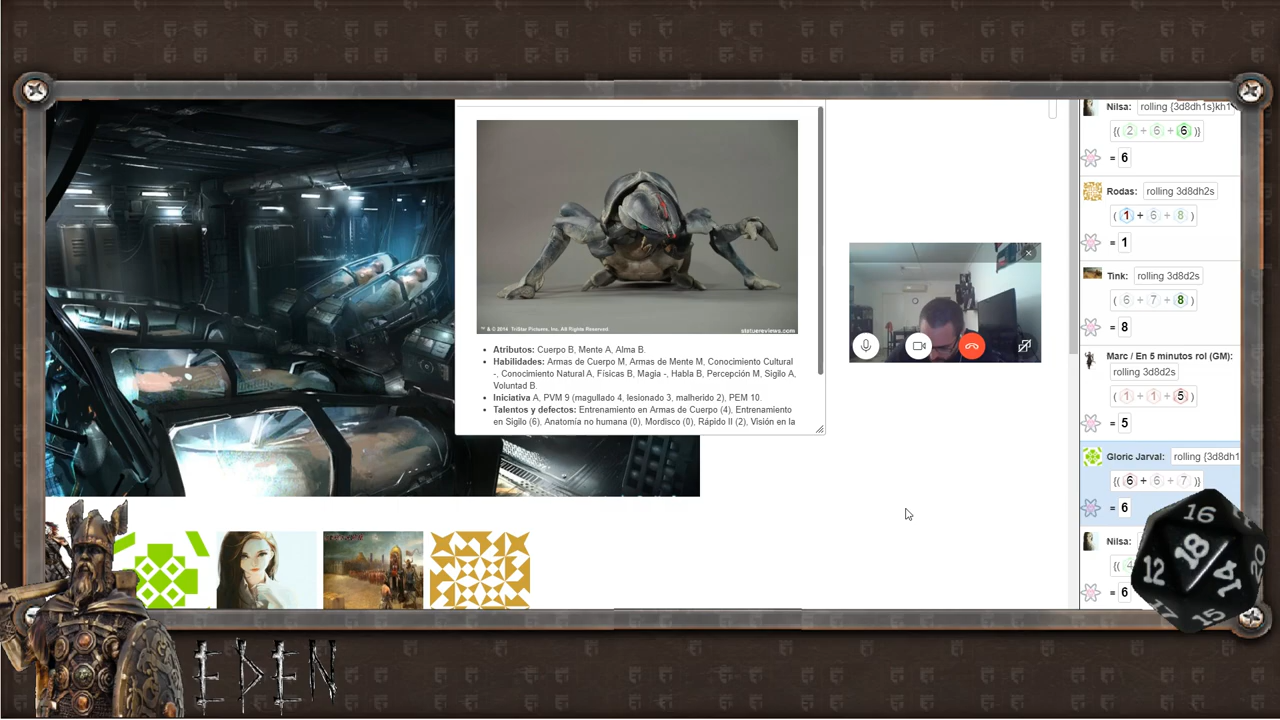 ™ & © 2014 TriStar Pictures, Inc. All Rights Reserved.
statuereviews.com
Atributos: Cuerpo B, Mente A, Alma B.
Habilidades: Armas de Cuerpo M, Armas de Mente M, Conocimiento Cultural
-, Conocimiento Natural A, Físicas B, Magia -, Habla B, Percepción M, Sigilo A,
Voluntad B.
Iniciativa A, PVM 9 (magullado 4, lesionado 3, malherido 2), PEM 10.
Talentos y defectos: Entrenamiento en Armas de Cuerpo (4), Entrenamiento
en Sigilo (6), Anatomía no humana (0), Mordisco (0), Rápido II (2), Visión en la
Nilsa: rolling {3d8dh1s}kh1
{( 2 + 6 + 6 )}
= 6
Rodas: rolling 3d8dh2s
( 1 + 6 + 8 )
= 1
Tink: rolling 3d8d2s
( 6 + 7 + 8 )
= 8
Marc / En 5 minutos rol (GM):
rolling 3d8d2s
( 1 + 1 + 5 )
= 5
Gloric Jarval: rolling {3d8dh1
{( 6 + 6 + 7 )}
= 6
Nilsa:
{( 4
= 6
16
18
12
14
20
17
15
EDEN